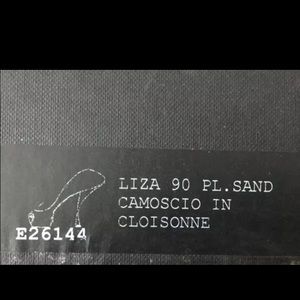 LIZA 90 PL.SAND
CAMOSCIO IN
CLOISONNE
E26144